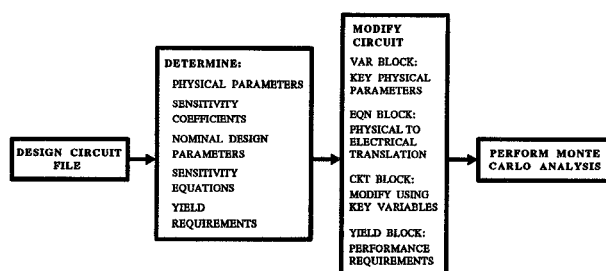 DESIGN CIRCUIT
FILE
DETERMINE:
PHYSICAL PARAMETERS
SENSITIVITY
COEFFICIENTS
NOMINAL DESIGN
PARAMETERS
SENSITIVITY
EQUATIONS
YIELD
REQUIREMENTS
MODIFY
CIRCUIT
VAR BLOCK:
KEY PHYSICAL
PARAMETERS
EQN BLOCK:
PHYSICAL TO
ELECTRICAL
TRANSLATION
CKT BLOCK:
MODIFY USING
KEY VARIABLES
YIELD BLOCK:
PERFORMANCE
REQUIREMENTS
PERFORM MONTE
CARLO ANALYSIS